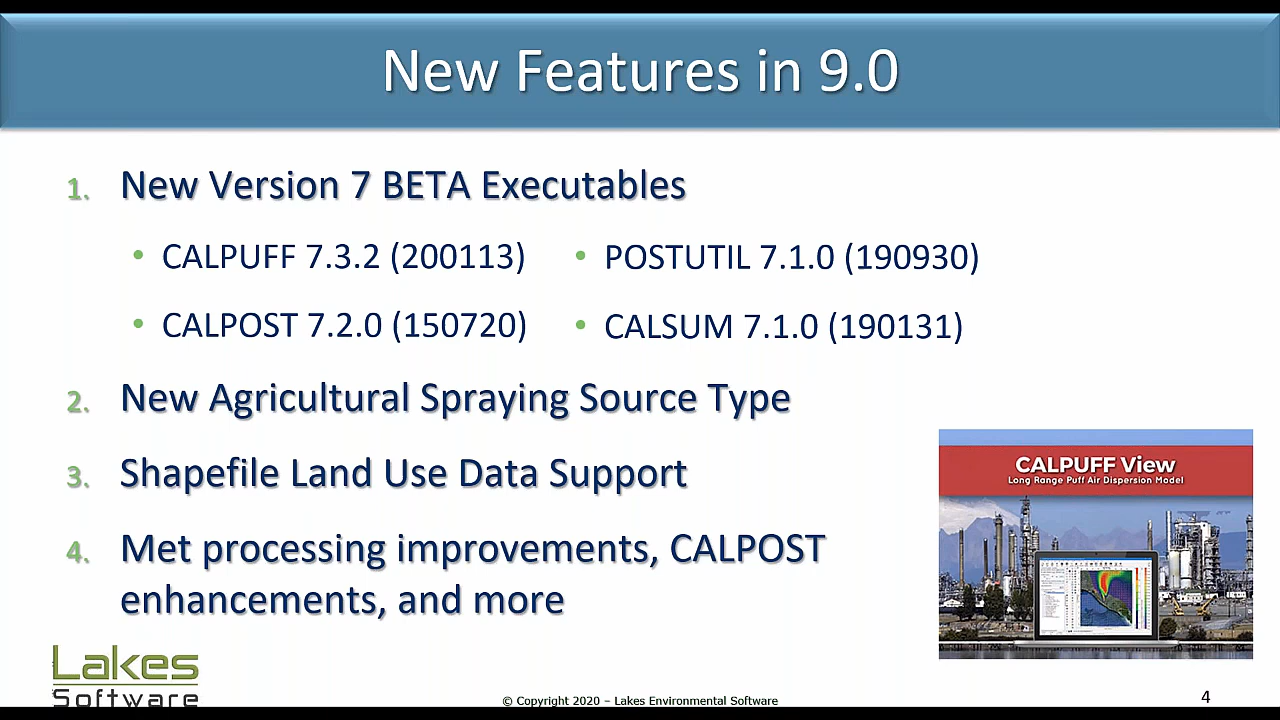 New Features in 9.0
1. New Version 7 BETA Executables
• CALPUFF 7.3.2 (200113)
• POSTUTIL 7.1.0 (190930)
• CALPOST 7.2.0 (150720)
• CALSUM 7.1.0 (190131)
2. New Agricultural Spraying Source Type
3. Shapefile Land Use Data Support
4. Met processing improvements, CALPOST
enhancements, and more
CALPUFF View
Long Range Puff Air Dispersion Model
Lakes
Software
© Copyright 2020 – Lakes Environmental Software
4